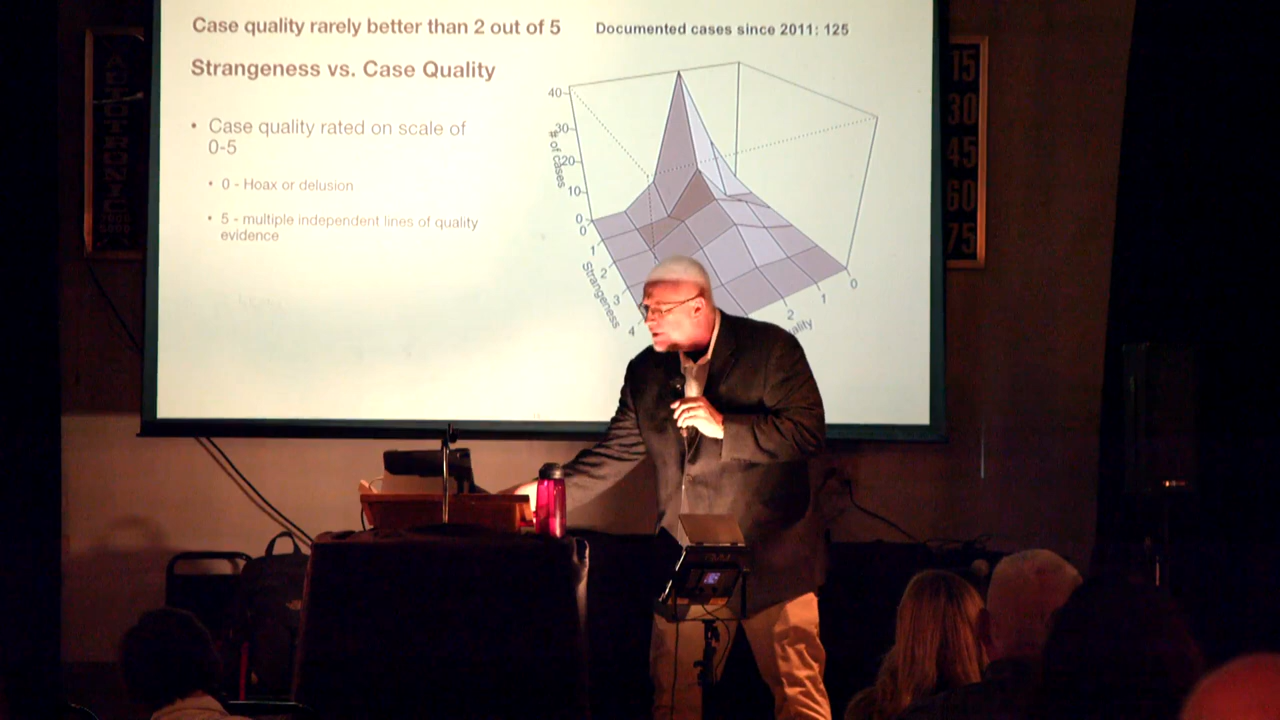 Case quality rarely better than 2 out of 5
Documented cases since 2011: 125
Strangeness vs. Case Quality
• Case quality rated on scale of
0-5
• 0 - Hoax or delusion
• 5 - multiple independent lines of quality
evidence
40
30
20
10
0
# of cases
0
1
2
3
4
Strangeness
2
1
0
ality
15
30
45
60
75